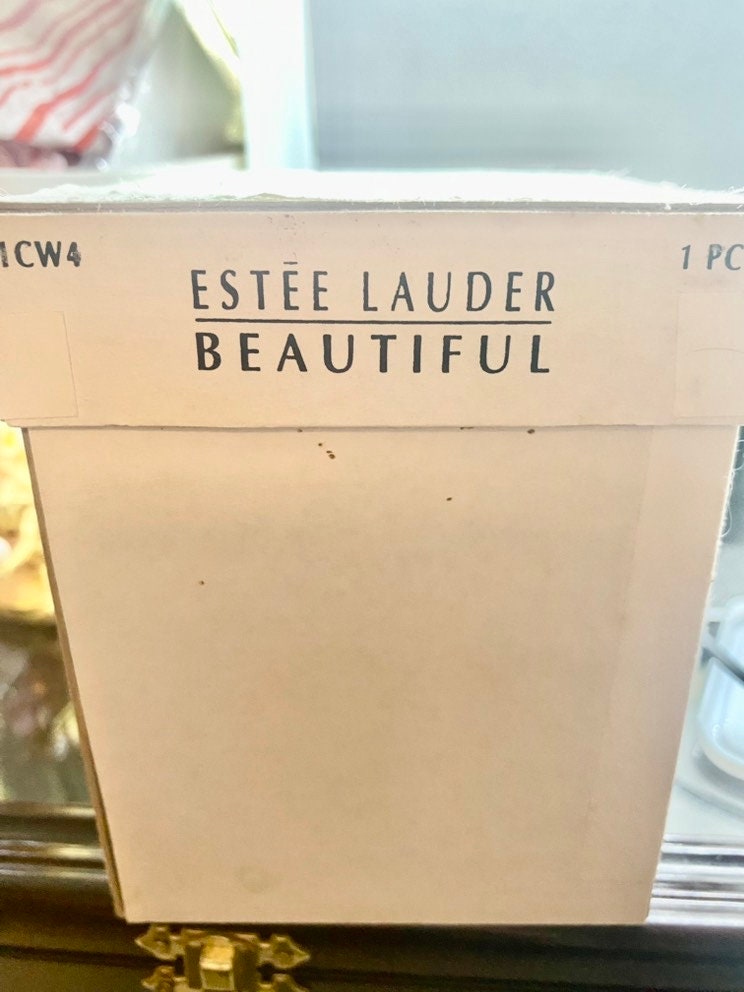 1CW4
ESTĒE LAUDER
BEAUTIFUL
1 PC